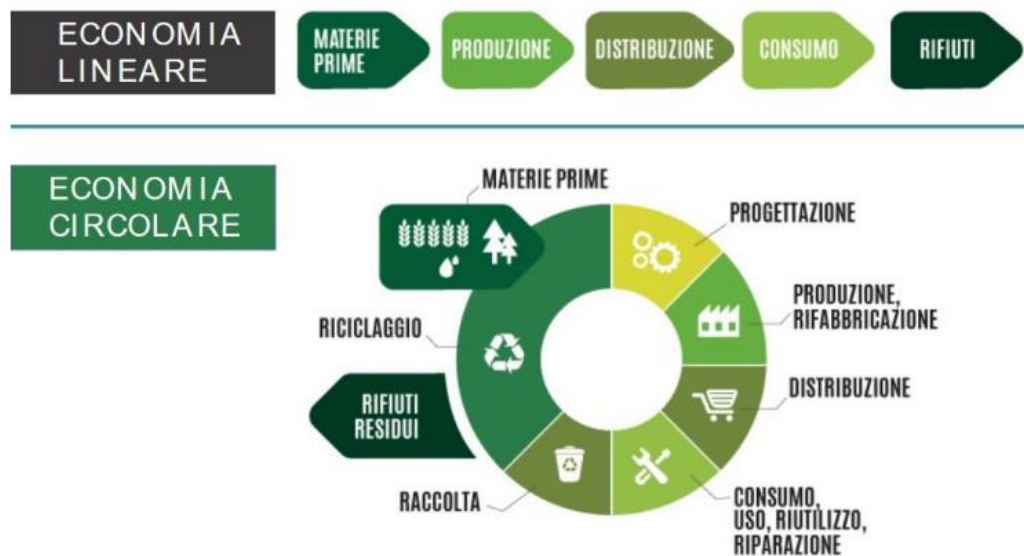 ECONOMIA
LINEARE
MATERIE
PRIME
PRODUZIONE
DISTRIBUZIONE
CONSUMO
RIFIUTI
ECONOMIA
CIRCOLARE
MATERIE PRIME
PROGETTAZIONE
PRODUZIONE,
RIFABBRICAZIONE
DISTRIBUZIONE
CONSUMO,
USO, RIUTILIZZO,
RIPARAZIONE
RACCOLTA
RIFIUTI
RESIDUI
RICICLAGGIO